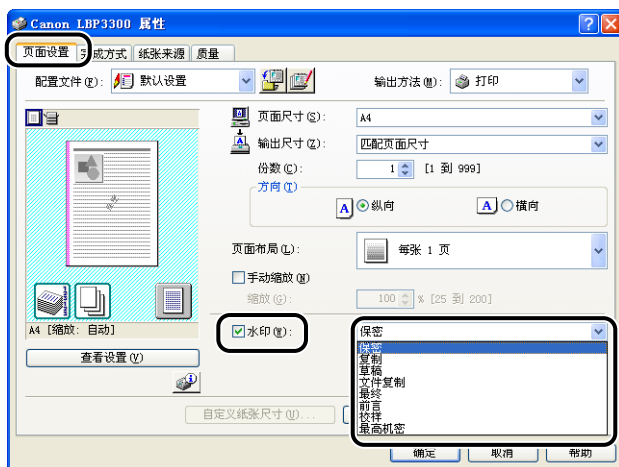 Canon LBP3300 属性
页面设置 完成方式 纸张来源 质量
配置文件(F): 默认设置 输出方法(M): 打印
页面尺寸(S): A4
输出尺寸(Z): 匹配页面尺寸
份数(C): 1 [1 到 999]
方向(T)
A 纵向 A 横向
页面布局(L): 每张 1 页
手动缩放(N)
缩放(G): 100 % [25 到 200]
A4 [缩放: 自动]
水印(W): 保密
查看设置(V)
保密
复制
草稿
文件复制
最终
前言
校样
最高机密
自定义纸张尺寸(U)...
确定 取消 帮助